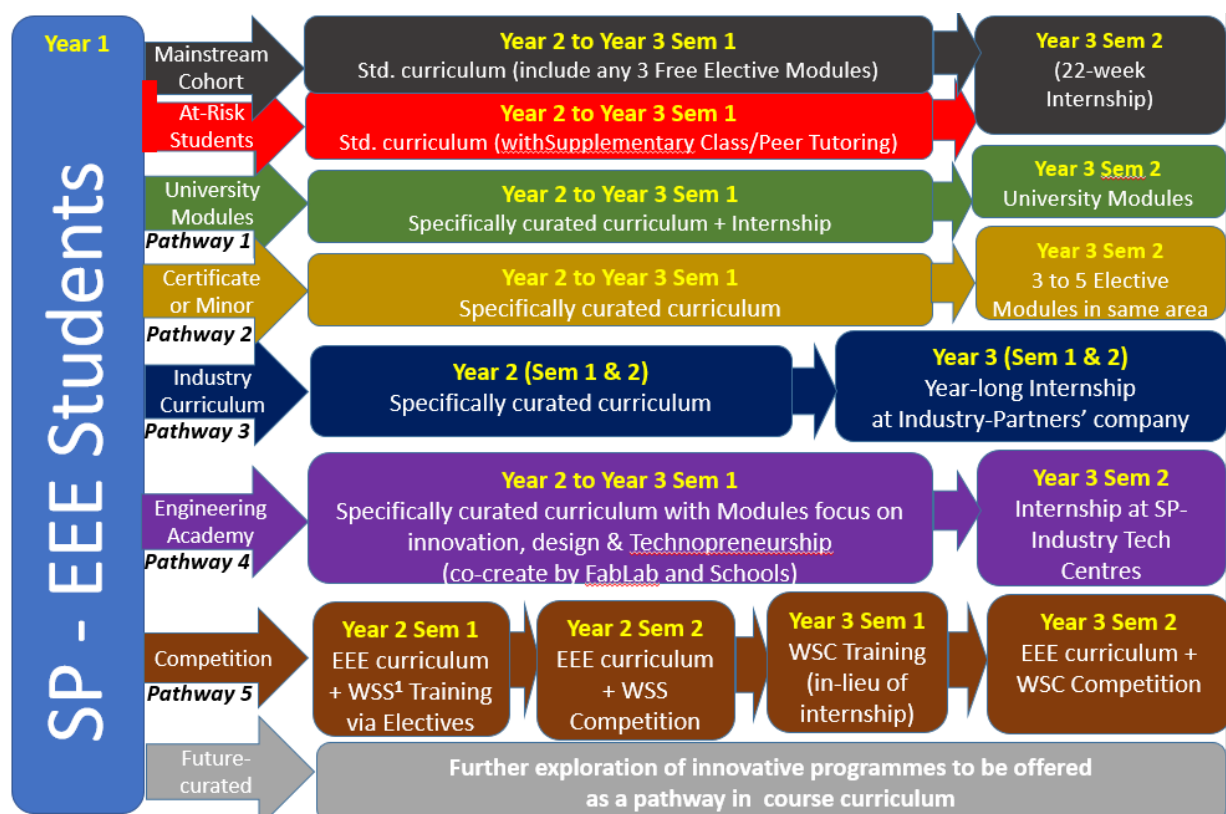 Year 1
SP - EEE Students
Mainstream
Cohort
Year 2 to Year 3 Sem 1
Std. curriculum (include any 3 Free Elective Modules)
Year 3 Sem 2
(22-week
Internship)
At-Risk
Students
Year 2 to Year 3 Sem 1
Std. curriculum (withSupplementary Class/Peer Tutoring)
University
Modules
Pathway 1
Year 2 to Year 3 Sem 1
Specifically curated curriculum + Internship
Year 3 Sem 2
University Modules
Certificate
or Minor
Pathway 2
Year 2 to Year 3 Sem 1
Specifically curated curriculum
Year 3 Sem 2
3 to 5 Elective
Modules in same area
Industry
Curriculum
Pathway 3
Year 2 (Sem 1 & 2)
Specifically curated curriculum
Year 3 (Sem 1 & 2)
Year-long Internship
at Industry-Partners’ company
Engineering
Academy
Pathway 4
Year 2 to Year 3 Sem 1
Specifically curated curriculum with Modules focus on
innovation, design & Technopreneurship
(co-create by FabLab and Schools)
Year 3 Sem 2
Internship at SP-
Industry Tech
Centres
Competition
Pathway 5
Year 2 Sem 1
EEE curriculum
+ WSS¹ Training
via Electives
Year 2 Sem 2
EEE curriculum
+ WSS
Competition
Year 3 Sem 1
WSC Training
(in-lieu of
internship)
Year 3 Sem 2
EEE curriculum +
WSC Competition
Future-
curated
Further exploration of innovative programmes to be offered
as a pathway in course curriculum